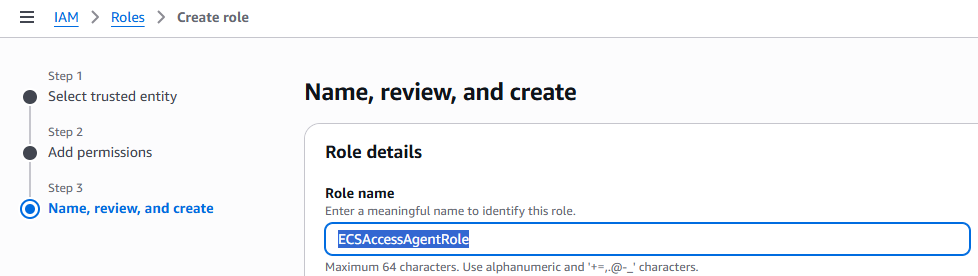 IAM > Roles > Create role
Step 1
Select trusted entity
Step 2
Add permissions
Step 3
Name, review, and create
Name, review, and create
Role details
Role name
Enter a meaningful name to identify this role.
ECSAccessAgentRole
Maximum 64 characters. Use alphanumeric and '+=,.@-_' characters.